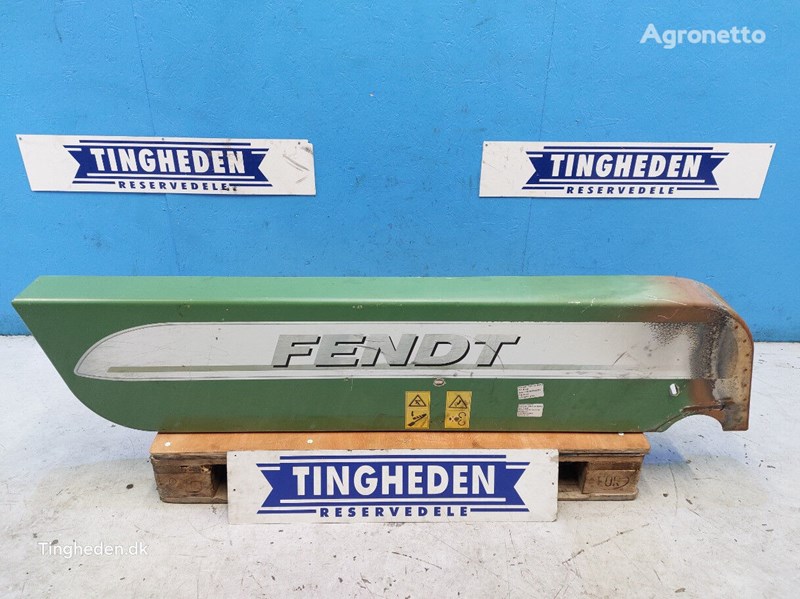 Agronetto
TINGHEDEN
RESERVEDELE
TINGHEDEN
RESERVEDELE
FENDT
TINGHEDEN
RESERVEDELE
Tingheden.dk